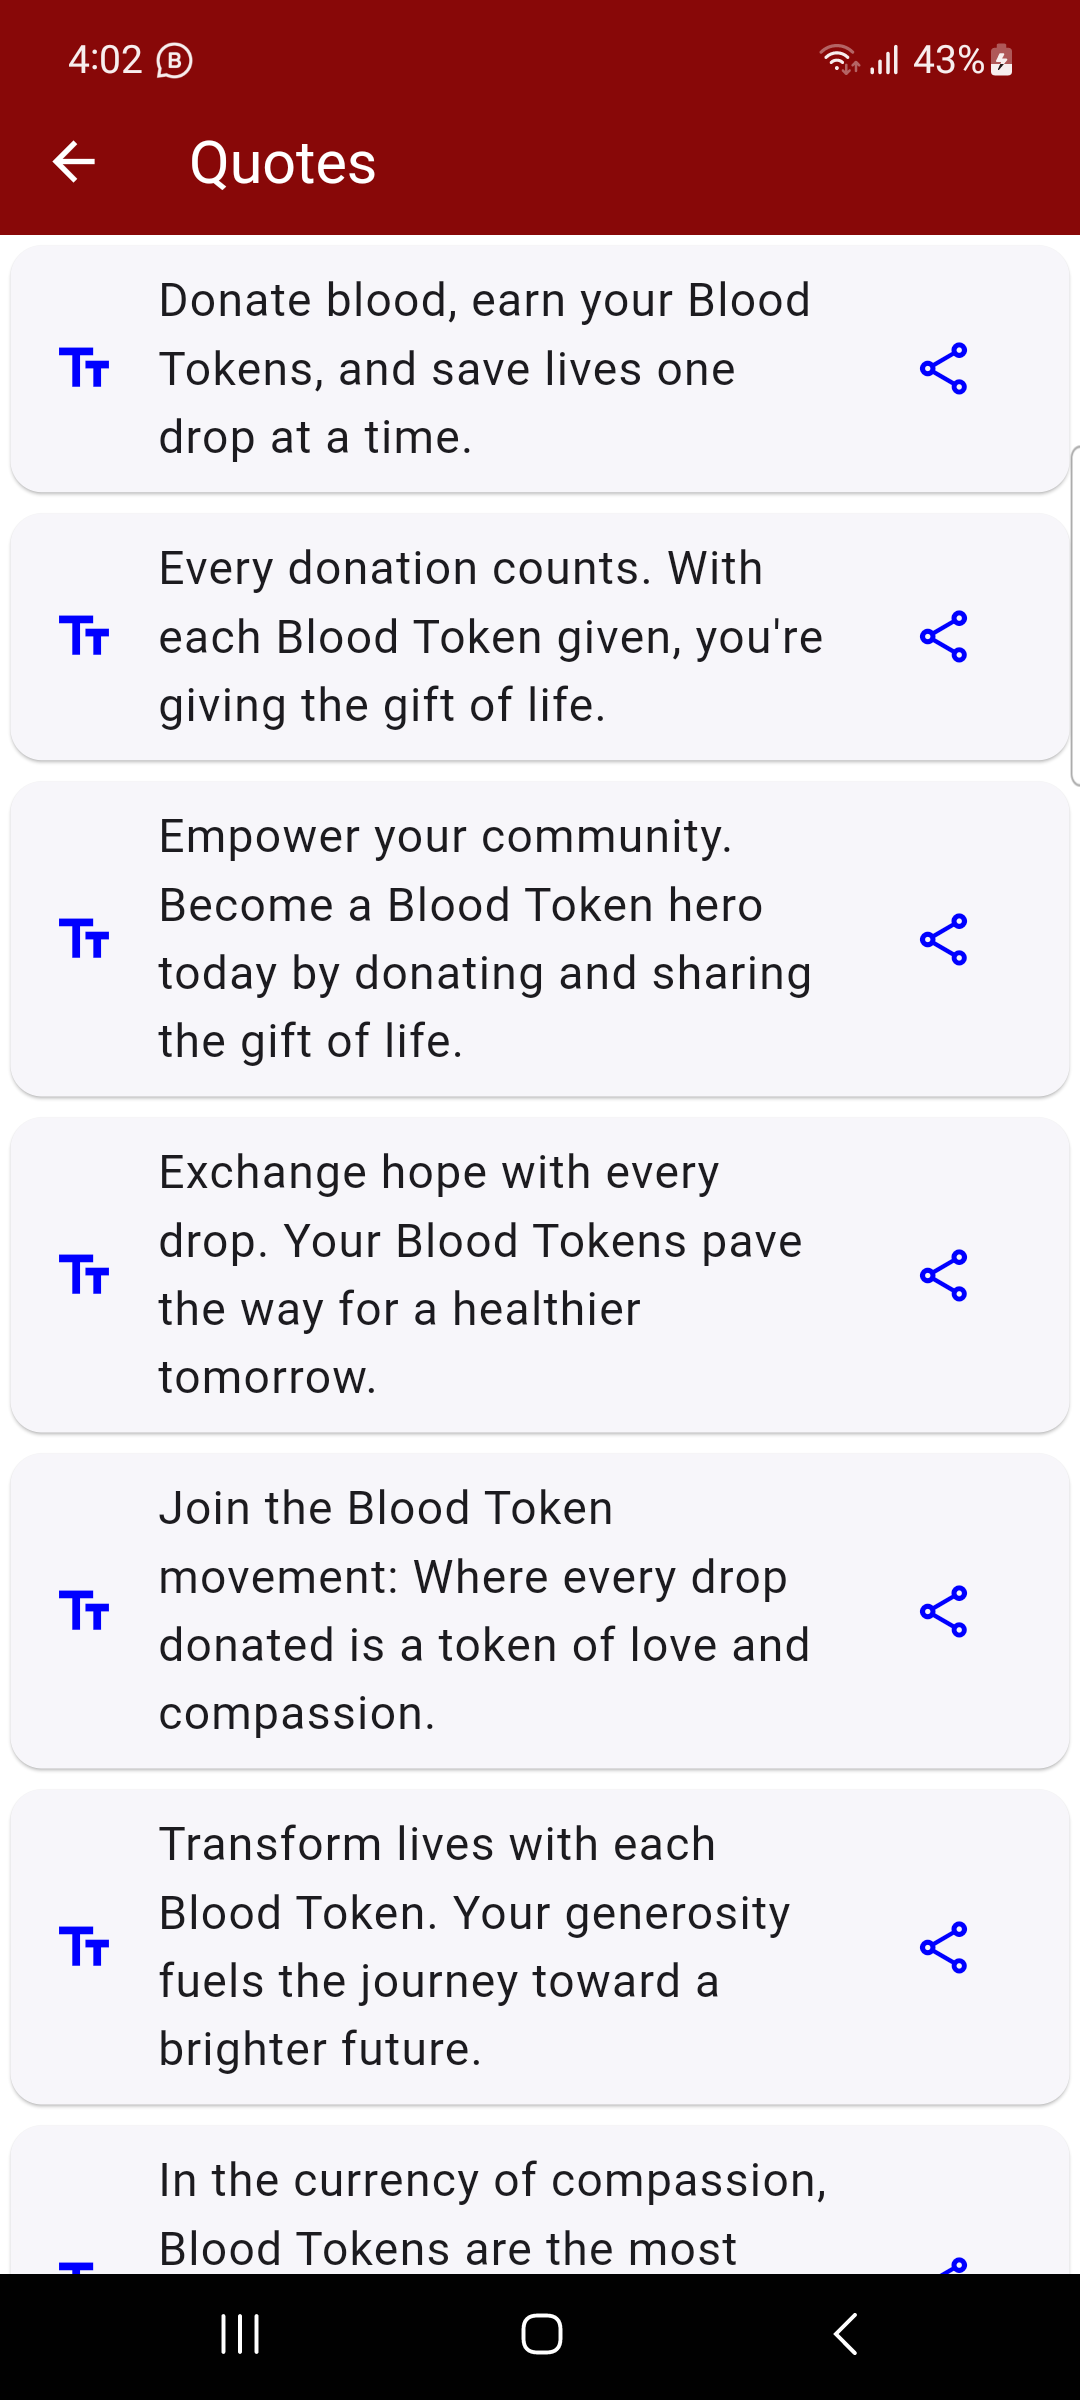 4:02 B 43%
Quotes
Donate blood, earn your Blood
Tokens, and save lives one
drop at a time.
Every donation counts. With
each Blood Token given, you're
giving the gift of life.
Empower your community.
Become a Blood Token hero
today by donating and sharing
the gift of life.
Exchange hope with every
drop. Your Blood Tokens pave
the way for a healthier
tomorrow.
Join the Blood Token
movement: Where every drop
donated is a token of love and
compassion.
Transform lives with each
Blood Token. Your generosity
fuels the journey toward a
brighter future.
In the currency of compassion,
Blood Tokens are the most